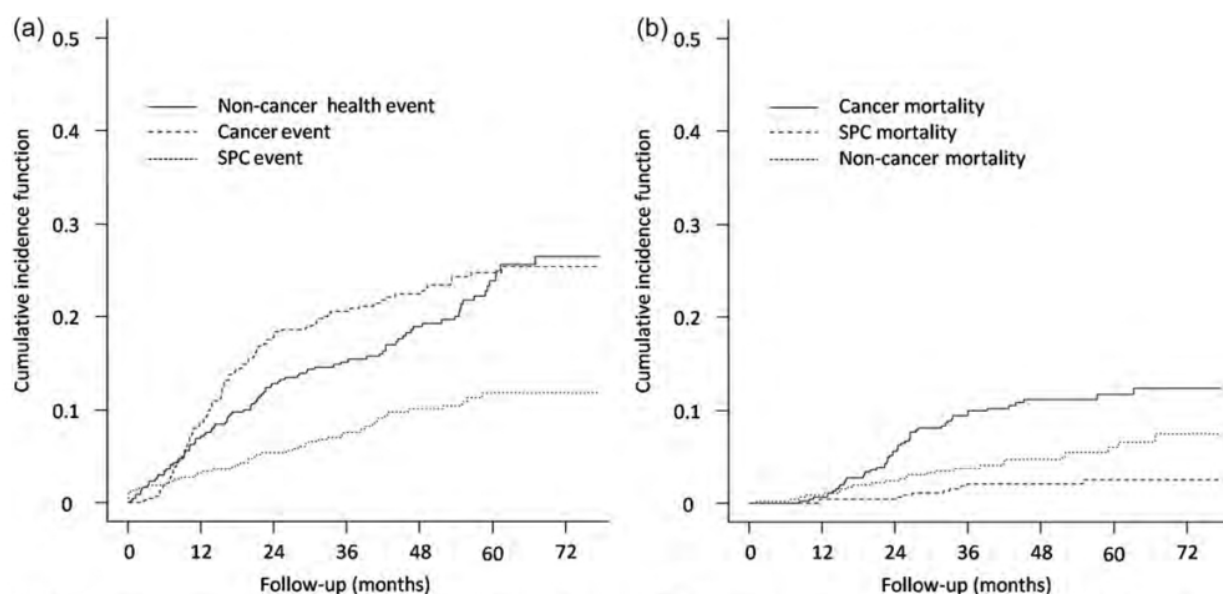 (a)
0.5
0.4
0.3
0.2
0.1
0
Cumulative incidence function
Non-cancer health event
Cancer event
SPC event
0 12 24 36 48 60 72
Follow-up (months)
(b)
0.5
0.4
0.3
0.2
0.1
0
Cumulative incidence function
Cancer mortality
SPC mortality
Non-cancer mortality
0 12 24 36 48 60 72
Follow-up (months)